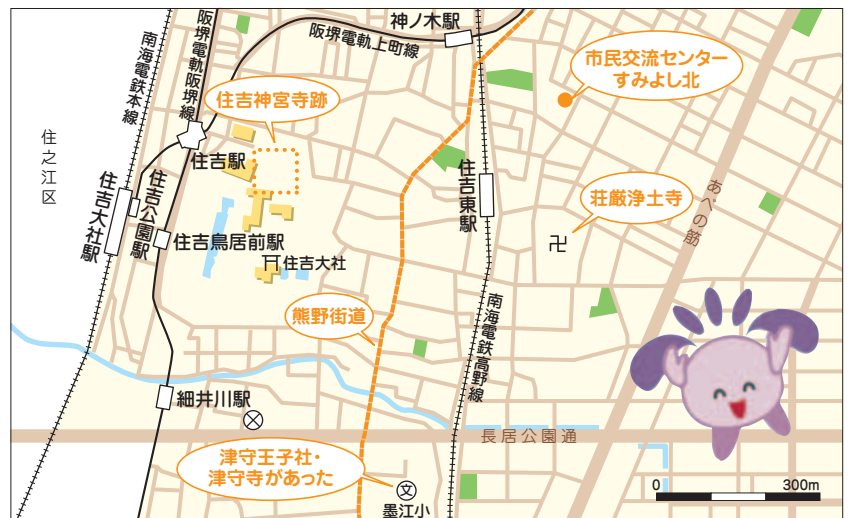 神ノ木駅
阪堺電軌上町線
阪堺電軌阪堺線
南海電鉄本線
市民交流センター
すみよし北
住吉神宮寺跡
住之江区
住吉駅
住吉東駅
あべの筋
荘厳浄土寺
卍
住吉大社駅
住吉公園駅
住吉鳥居前駅
住吉大社
熊野街道
南海電鉄高野線
細井川駅
長居公園通
津守王子社・
津守寺があった
文
墨江小
0 300m